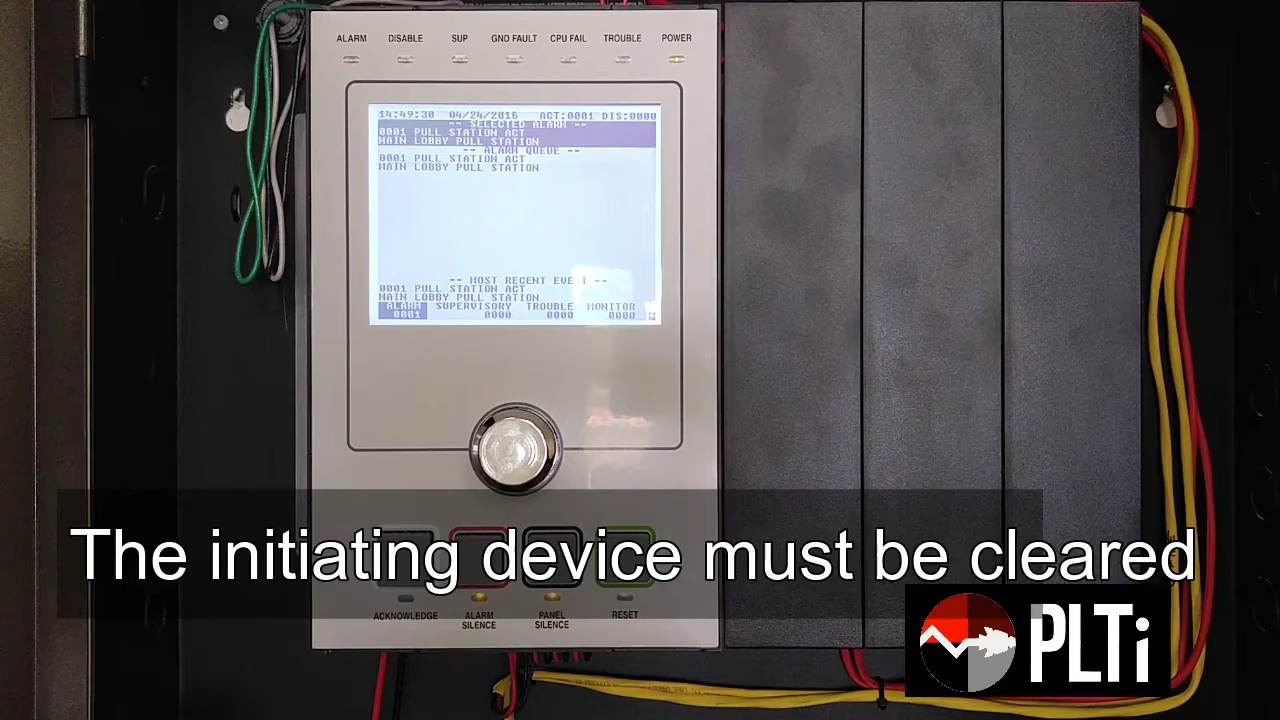 ALARM DISABLE SUP GND FAULT CPU FAIL TROUBLE POWER
14:49:30 04/24/2016 ACT:0001 DIS:0000
-- SELECTED ALARM --
0001 PULL STATION ACT
MAIN LOBBY PULL STATION
-- ALARM QUEUE --
0001 PULL STATION ACT
MAIN LOBBY PULL STATION
-- MOST RECENT EVENT --
0001 PULL STATION ACT
MAIN LOBBY PULL STATION
ALARM SUPERVISORY TROUBLE MONITOR
0001 0000 0000 0000
The initiating device must be cleared
ACKNOWLEDGE ALARM SILENCE PANEL SILENCE RESET
PLTi